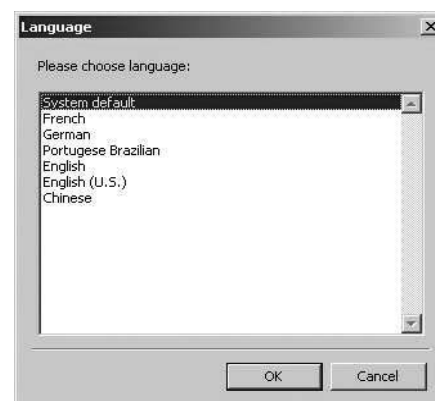 Language
Please choose language:
System default
French
German
Portugese Brazilian
English
English (U.S.)
Chinese
OK
Cancel